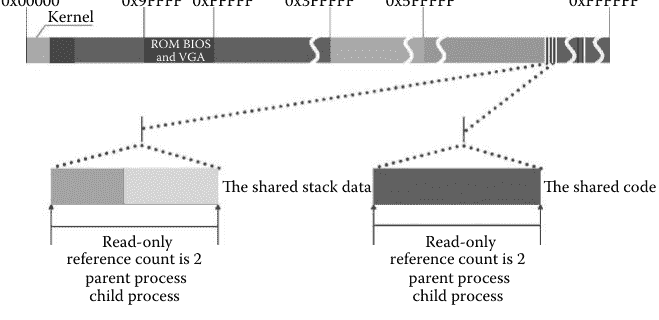 0x00000 0x9FFFF 0xFFFFF 0x3FFFFF 0x5FFFFF 0xFFFFFF
Kernel
ROM BIOS
and VGA
The shared stack data
The shared code
Read-only
reference count is 2
parent process
child process
Read-only
reference count is 2
parent process
child process